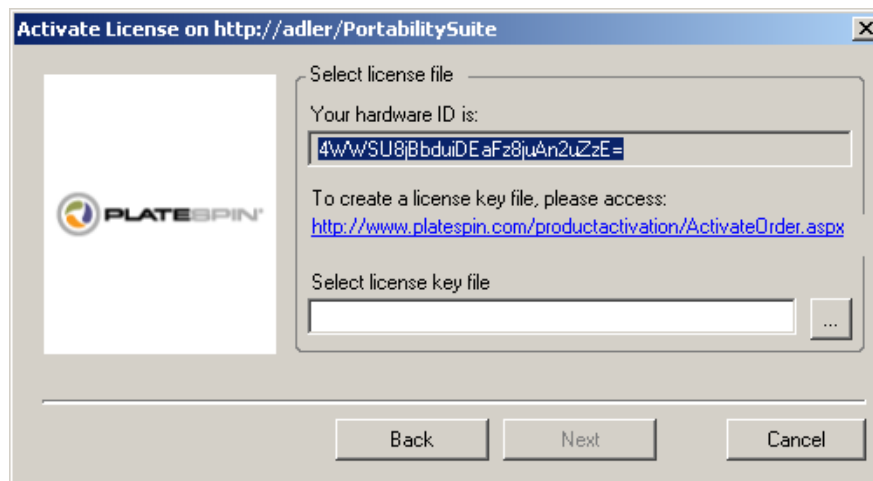 Activate License on http://adler/PortabilitySuite
Select license file
Your hardware ID is:
4WWSU8jBbduiDEaFz8juAn2uZzE=
PLATESPIN
To create a license key file, please access:
http://www.platespin.com/productactivation/ActivateOrder.aspx
Select license key file
...
Back
Next
Cancel